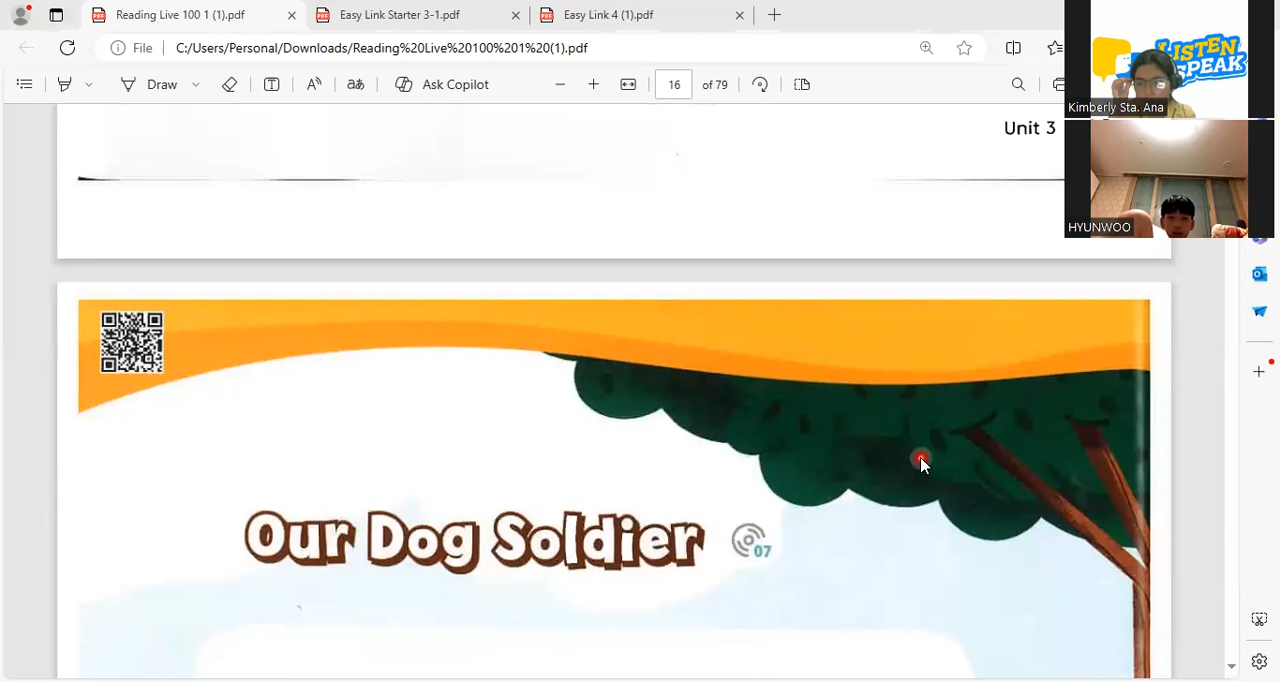 Reading Live 100 1 (1).pdf
Easy Link Starter 3-1.pdf
Easy Link 4 (1).pdf
File
C:/Users/Personal/Downloads/Reading%20Live%20100%201%20(1).pdf
Draw
Ask Copilot
16 of 79
LISTEN
SPEAK
Kimberly Sta. Ana
HYUNWOO
Unit 3
Our Dog Soldier
07